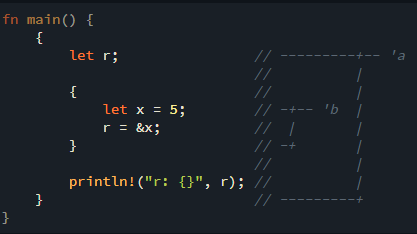 fn main() {
    {
        let r;                // ---------+-- 'a
                              //          |
        {                     //          |
            let x = 5;        // -+-- 'b  |
            r = &x;           //  |       |
        }                     // -+       |
                              //          |
        println!("r: {}", r); //          |
    }                         // ---------+
}